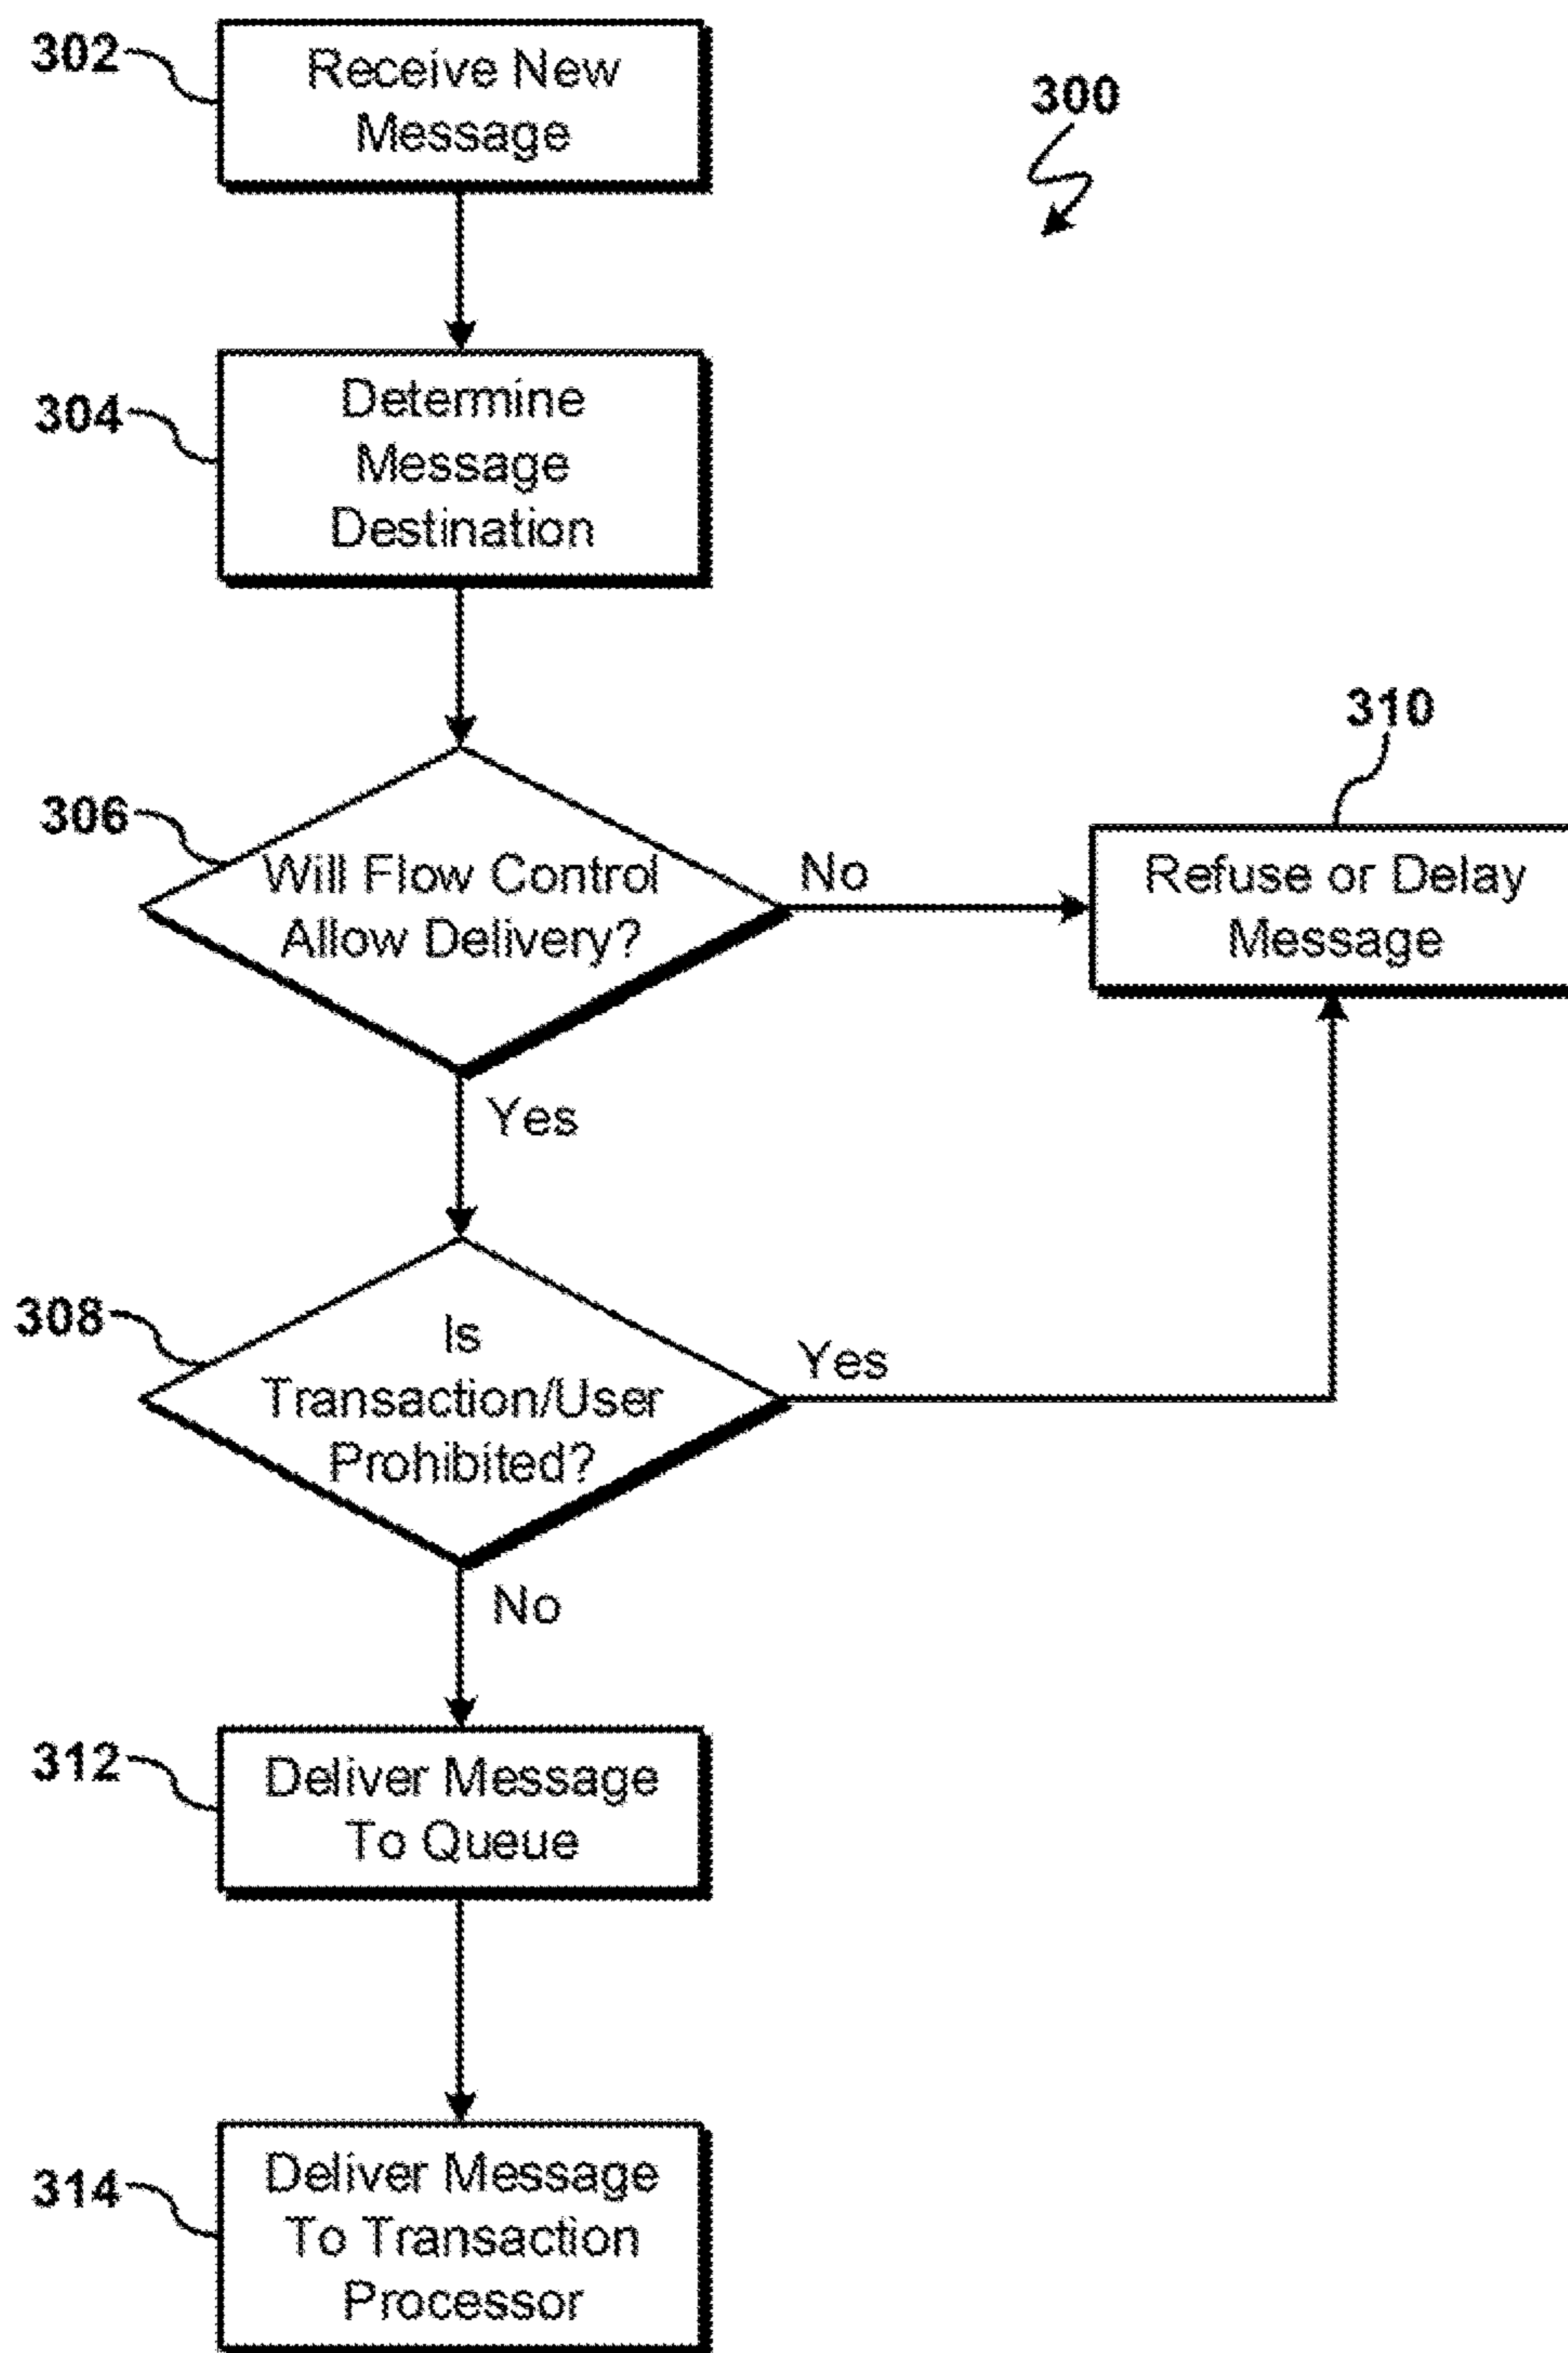 302
Receive New
Message
300
304
Determine
Message
Destination
306
Will Flow Control
Allow Delivery?
No
310
Refuse or Delay
Message
Yes
308
Is
Transaction/User
Prohibited?
Yes
No
312
Deliver Message
To Queue
314
Deliver Message
To Transaction
Processor